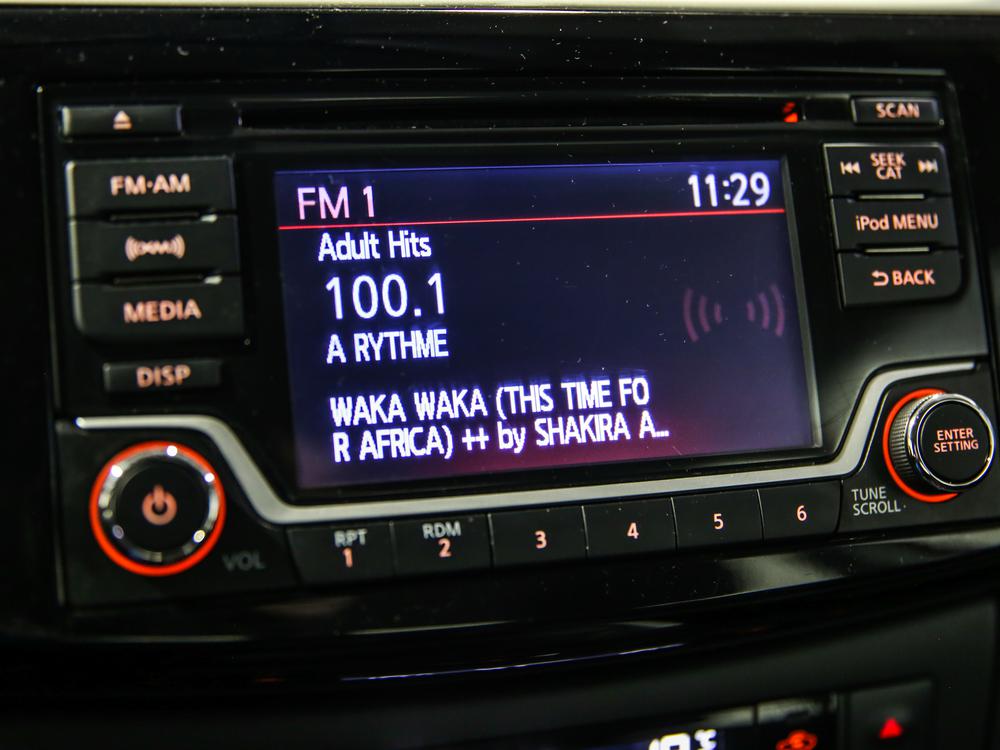 SCAN
FM·AM
SEEK
CAT
FM 1
11:29
iPod MENU
Adult Hits
(((XM)))
BACK
100.1
MEDIA
A RYTHME
DISP
WAKA WAKA (THIS TIME FO
R AFRICA) ++ by SHAKIRA A...
ENTER
SETTING
TUNE
SCROLL
VOL
RPT
1
RDM
2
3
4
5
6